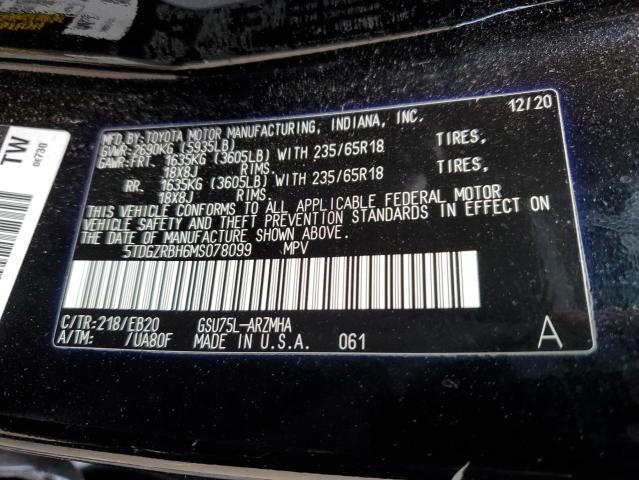 12/20
MFD.BY:TOYOTA MOTOR MANUFACTURING, INDIANA, INC.
GVWR-2690KG (5935LB)
GAWR-FRT. 1635KG (3605LB) WITH 235/65R18 TIRES,
18X8J RIMS.
RR. 1635KG (3605LB) WITH 235/65R18 TIRES,
18X8J RIMS.
THIS VEHICLE CONFORMS TO ALL APPLICABLE FEDERAL MOTOR
VEHICLE SAFETY AND THEFT PREVENTION STANDARDS IN EFFECT ON
THE DATE OF MANUFACTURE SHOWN ABOVE.
5TDGZRBH6MS078099 MPV
C/TR:218/EB20 GSU75L-ARZMHA
A/TM: /UA80F MADE IN U.S.A. 061 A
TW